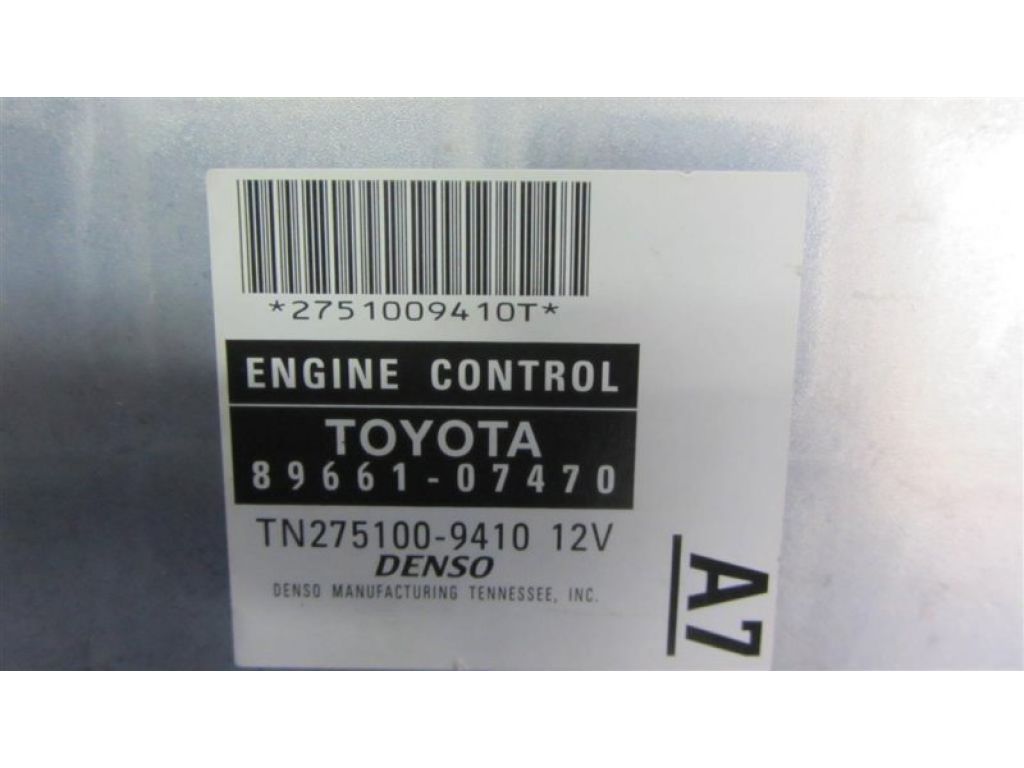 *2751009410T*
ENGINE CONTROL
TOYOTA
89661-07470
TN275100-9410 12V
DENSO
DENSO MANUFACTURING TENNESSEE, INC.
A7